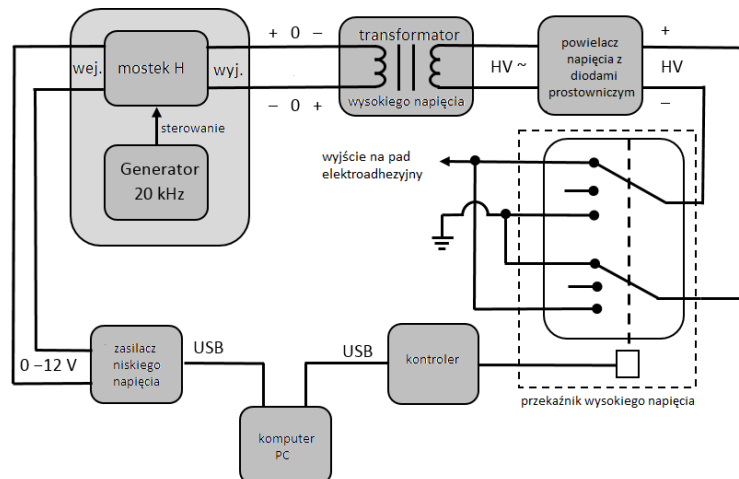 + 0 –
transformator
wej.
mostek H
wyj.
HV ~
powielacz
napięcia z
diodami
prostowniczym
+
HV
–
– 0 +
wysokiego napięcia
sterowanie
Generator
20 kHz
wyjście na pad
elektroadhezyjny
0 –12 V
zasilacz
niskiego
napięcia
USB
USB
kontroler
komputer
PC
przekaźnik wysokiego napięcia